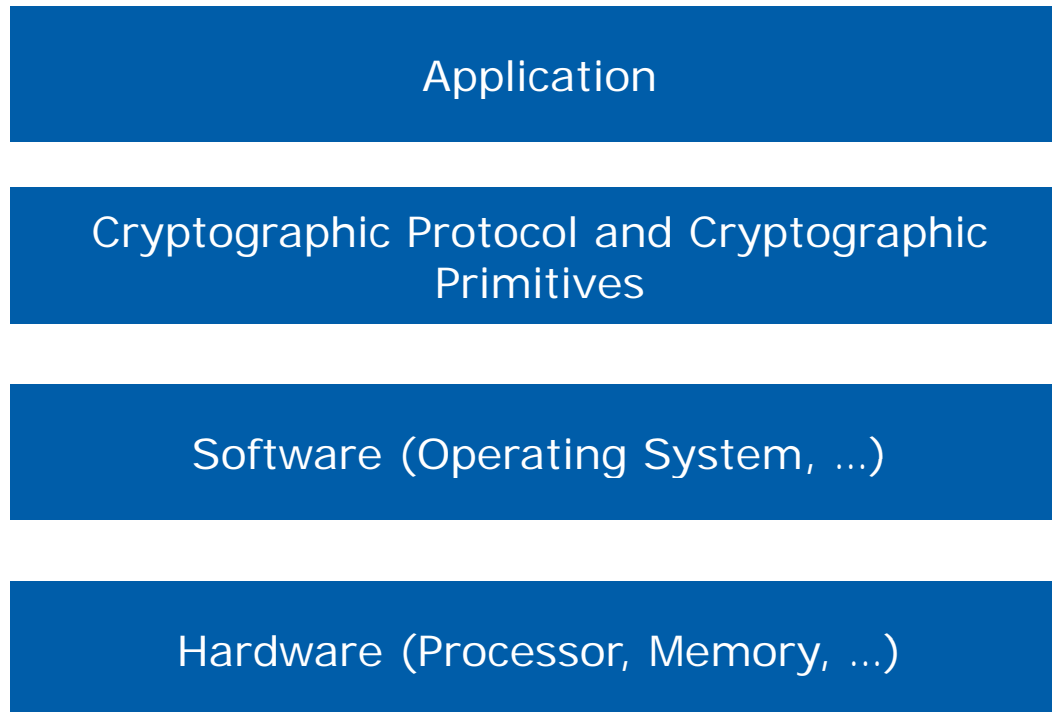 Application
Cryptographic Protocol and Cryptographic
Primitives
Software (Operating System, …)
Hardware (Processor, Memory, …)